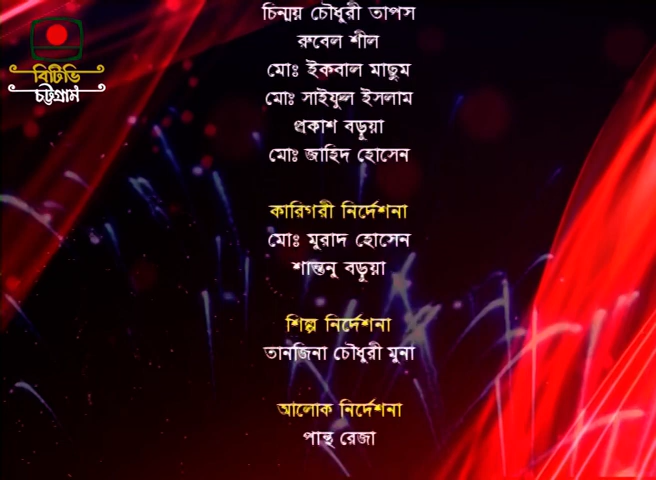 চিন্ময় চৌধুরী তাপস
রুবেল শীল
মোঃ ইকবাল মাছুম
মোঃ সাইফুল ইসলাম
প্রকাশ বড়ুয়া
মোঃ জাহিদ হোসেন
বিটিভি
চট্টগ্রাম
কারিগরী নির্দেশনা
মোঃ মুরাদ হোসেন
শান্তনু বড়ুয়া
শিল্প নির্দেশনা
তানজিনা চৌধুরী মুনা
আলোক নির্দেশনা
পান্থ রেজা